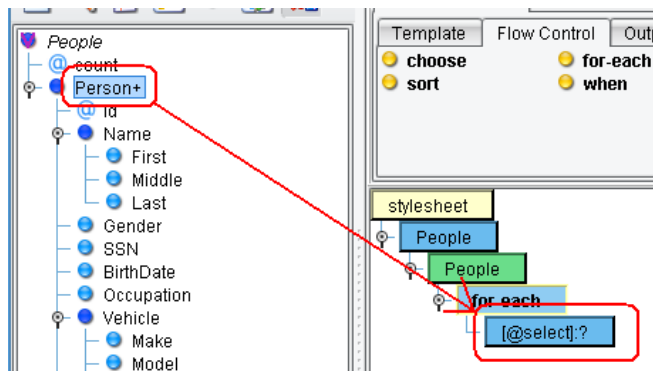 People
@ count
Person+
@ id
Name
First
Middle
Last
Gender
SSN
BirthDate
Occupation
Vehicle
Make
Model
Template Flow Control
choose for-each
sort when
stylesheet
People
People
for-each
[@select]:?